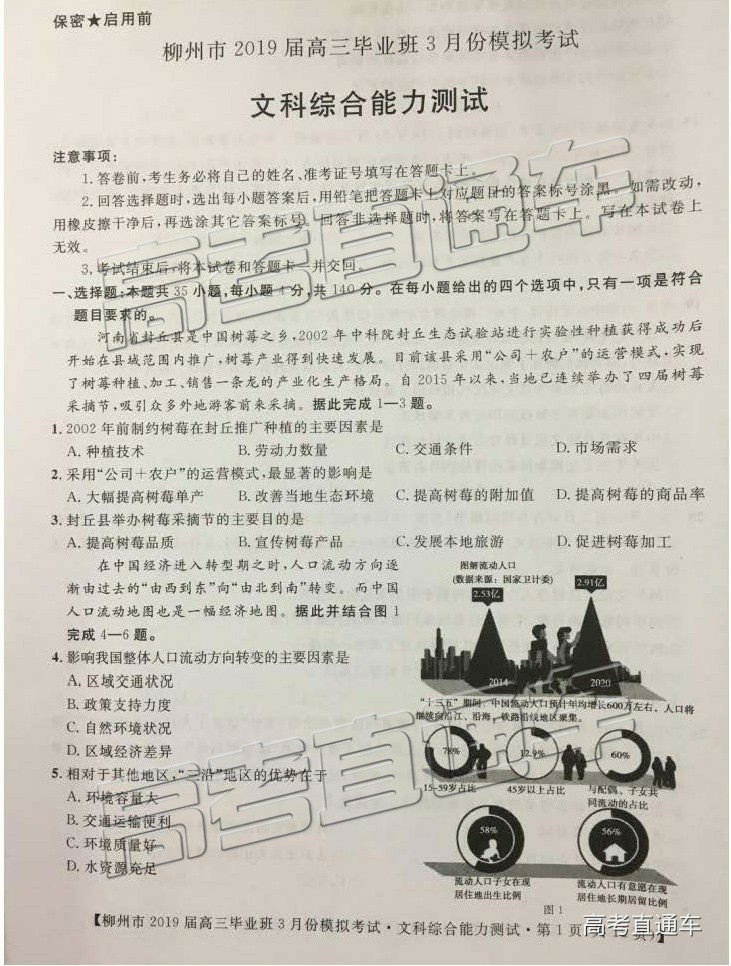 保密★启用前
柳州市2019届高三毕业班3月份模拟考试
文科综合能力测试
注意事项：
1.答卷前,考生务必将自己的姓名、准考证号填写在答题卡上。
2.回答选择题时,选出每小题答案后,用铅笔把答题卡上对应题目的答案标号涂黑。如需改动,
用橡皮擦干净后,再选涂其它答案标号。回答非选择题时,将答案写在答题卡上。写在本试卷上
无效。
3.考试结束后,将本试卷和答题卡一并交回。
一、选择题:本题共35小题,每小题4分,共140分。在每小题给出的四个选项中,只有一项是符合
题目要求的。
河南省封丘县是中国树莓之乡,2002年中科院封丘生态试验站进行实验性种植获得成功后
开始在县域范围内推广,树莓产业得到快速发展。目前该县采用“公司＋农户”的运营模式,实现
了树莓种植、加工、销售一条龙的产业化生产格局。自2015年以来,当地已连续举办了四届树莓
采摘节,吸引众多外地游客前来采摘。据此完成1—3题。
1.2002年前制约树莓在封丘推广种植的主要因素是
A.种植技术 B.劳动力数量 C.交通条件 D.市场需求
2.采用“公司＋农户”的运营模式,最显著的影响是
A.大幅提高树莓单产 B.改善当地生态环境 C.提高树莓的附加值 D.提高树莓的商品率
3.封丘县举办树莓采摘节的主要目的是
A.提高树莓品质 B.宣传树莓产品 C.发展本地旅游 D.促进树莓加工
在中国经济进入转型期之时,人口流动方向逐
渐由过去的“由西到东”向“由北到南”转变。而中国
人口流动地图也是一幅经济地图。据此并结合图1
完成4—6题。
4.影响我国整体人口流动方向转变的主要因素是
A.区域交通状况
B.政策支持力度
C.自然环境状况
D.区域经济差异
5.相对于其他地区,“三沿”地区的优势在于
A.环境容量大
B.交通运输便利
C.环境质量好
D.水资源充足
图解流动人口
(数据来源：国家卫计委)
2.53亿
2.91亿
2014
2020
“十三五”期间，中国流动人口预计年均增长600万左右，人口将
继续向沿江、沿海、铁路沿线地区聚集。
78%
12.9%
60%
15-59岁占比
45岁以上占比
与配偶、子女共
同流动的占比
58%
56%
流动人口子女在现
居住地出生比例
流动人口有意愿在现
居住地长期居留比例
图1
【柳州市2019届高三毕业班3月份模拟考试·文科综合能力测试·第1页
高考直通车
高考直通车
高考直通车